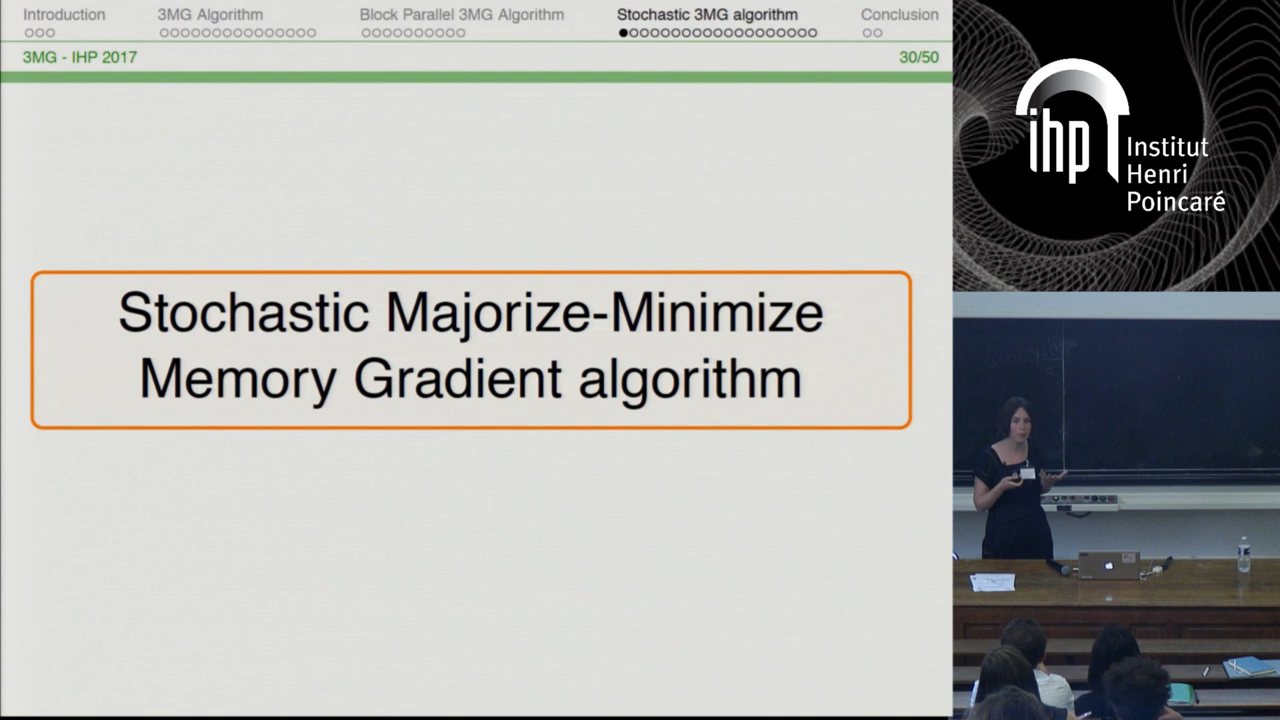 Introduction
3MG Algorithm
Block Parallel 3MG Algorithm
Stochastic 3MG algorithm
Conclusion
3MG - IHP 2017
30/50
Stochastic Majorize-Minimize
Memory Gradient algorithm
ihp
Institut
Henri
Poincaré